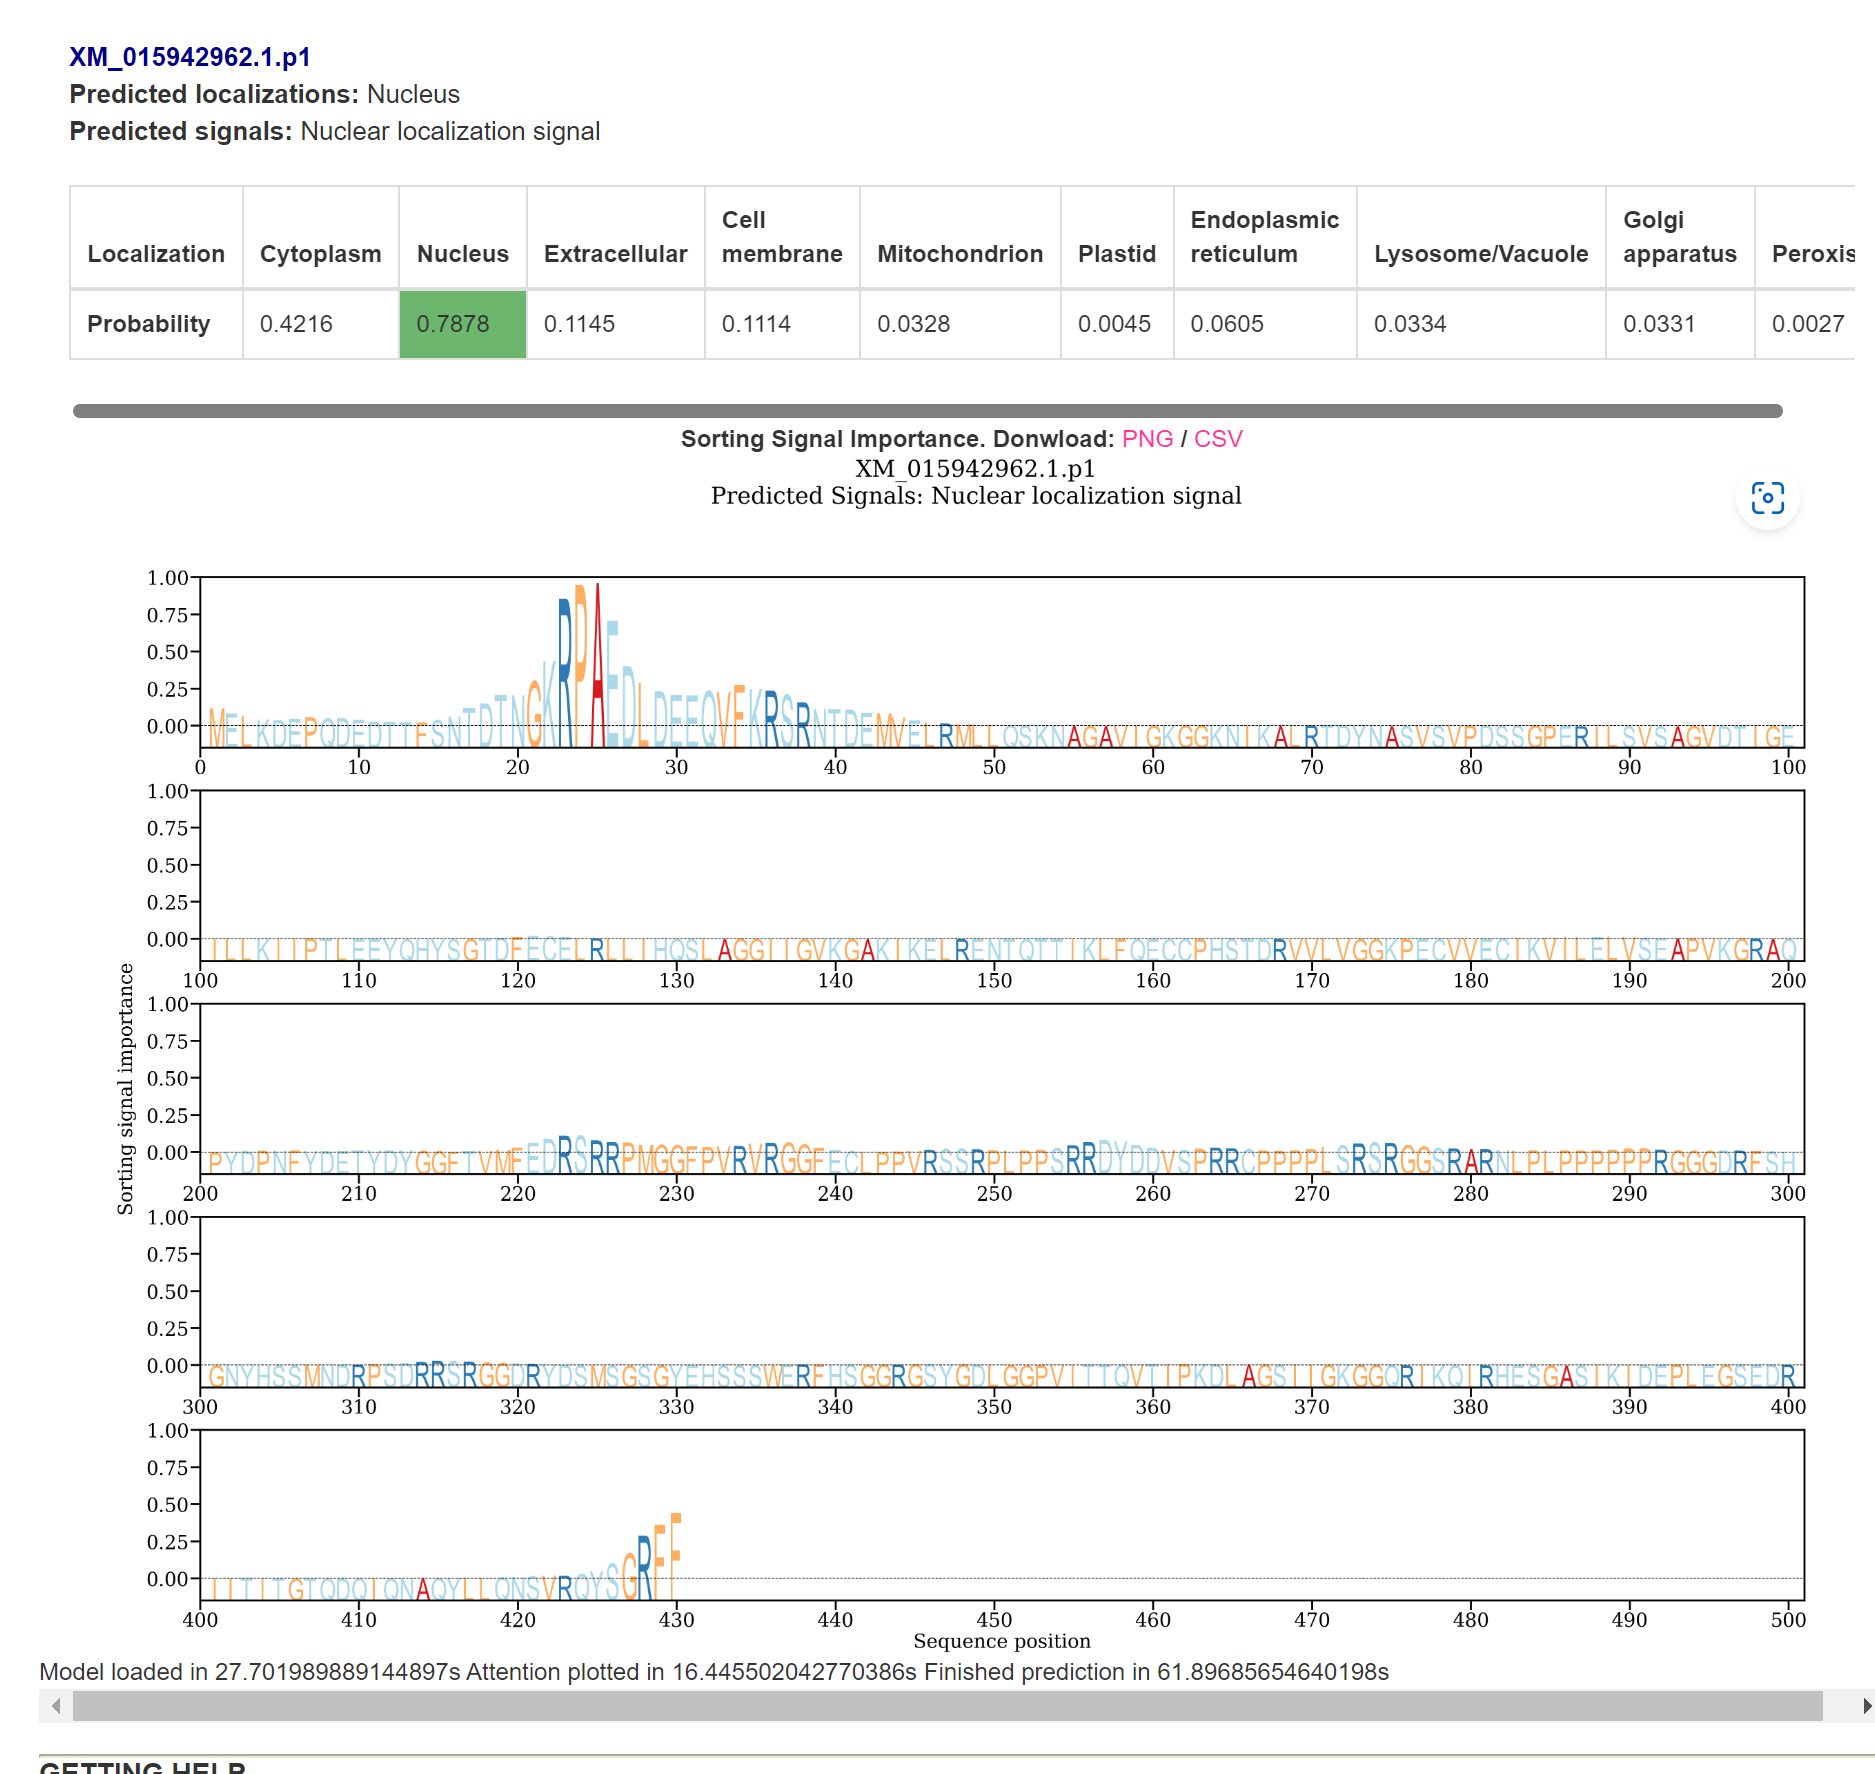 XM_015942962.1.p1
Predicted localizations: Nucleus
Predicted signals: Nuclear localization signal
Localization Cytoplasm Nucleus Extracellular Cell membrane Mitochondrion Plastid Endoplasmic reticulum Lysosome/Vacuole Golgi apparatus Peroxis
Probability 0.4216 0.7878 0.1145 0.1114 0.0328 0.0045 0.0605 0.0334 0.0331 0.0027
Sorting Signal Importance. Donwload: PNG / CSV
XM_015942962.1.p1
Predicted Signals: Nuclear localization signal
Sorting signal importance
1.00
0.75
0.50
0.25
0.00
MELKDEPQDEDTTFSNTDTNGKRPAEDLDEEQVFKRSRNTDEMVELRMLLQSKNAGAVIGKGGKNIKALRTDYNASVSVPDSSGPERILSVSAGVDTIGE
0 10 20 30 40 50 60 70 80 90 100
1.00
0.75
0.50
0.25
0.00
ILLKIIPTLEEYQHYSGTDFECELRLLIHQSLAGGIIGVKGAKIKELRENTQTTIKLFQECCPHSTDRVVLVGGKPECVVECIKVILELVSEAPVKGRAQ
100 110 120 130 140 150 160 170 180 190 200
1.00
0.75
0.50
0.25
0.00
PYDPNFYDETYDYGGFTVMFEDRSRRPMGGFPVRVRGGFECLPPVRSSRPLPPSRRDYDDVSPRRCPPPPLSRSRGGSRARNLPLPPPPPPRGGGDRFSH
200 210 220 230 240 250 260 270 280 290 300
1.00
0.75
0.50
0.25
0.00
GNYHSSMNDRPSDRRSRGGDRYDSMSGSGYEHSSSWERFHSGGRGSYGDLGGPVITTQVTIPKDLAGSIIGKGGQRIKQIRHESGASIKIDEPLEGSEDR
300 310 320 330 340 350 360 370 380 390 400
1.00
0.75
0.50
0.25
0.00
IITITGTQDQIQNAQYLLQNSVRQYSGRFF
400 410 420 430 440 450 460 470 480 490 500
Sequence position
Model loaded in 27.701989889144897s Attention plotted in 16.445502042770386s Finished prediction in 61.89685654640198s
GETTING HELP